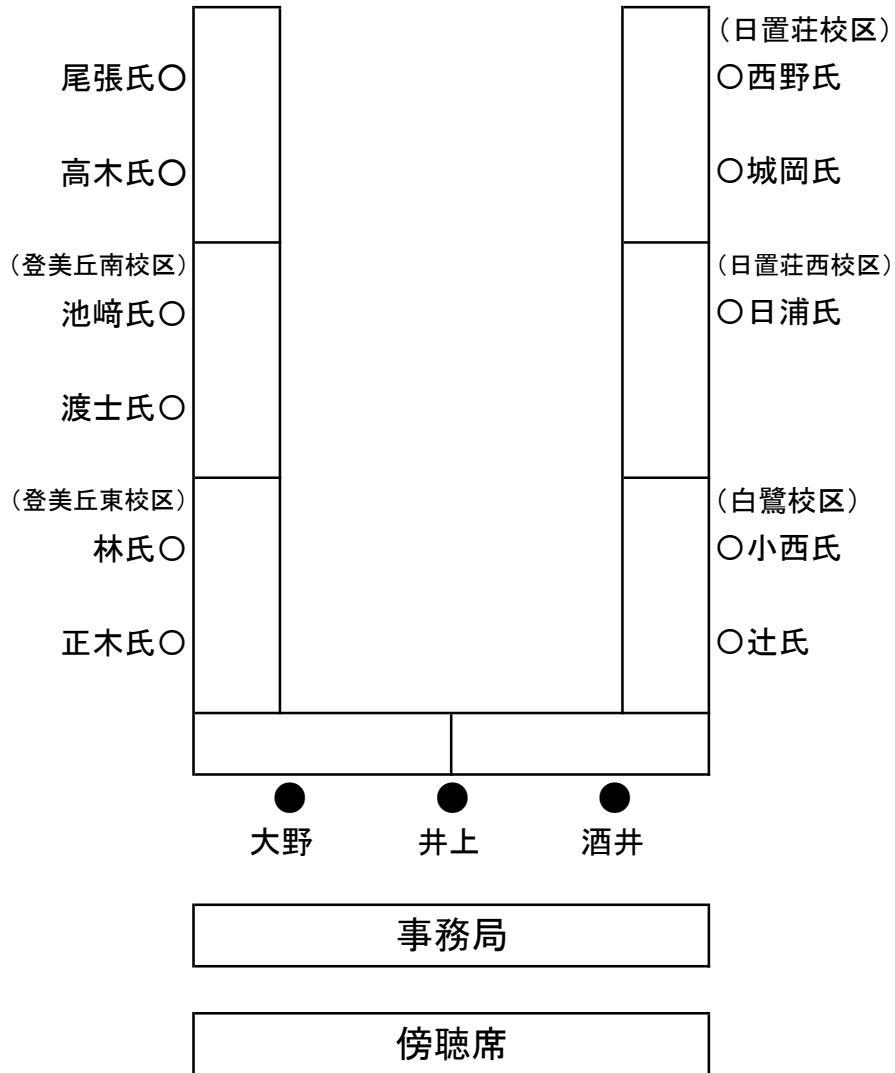 (日置荘校区)
尾張氏○
○西野氏
高木氏○
○城岡氏
(登美丘南校区)
(日置荘西校区)
池﨑氏○
○日浦氏
渡士氏○
(登美丘東校区)
(白鷺校区)
林氏○
○小西氏
正木氏○
○辻氏
● ● ●
大野 井上 酒井
事務局
傍聴席